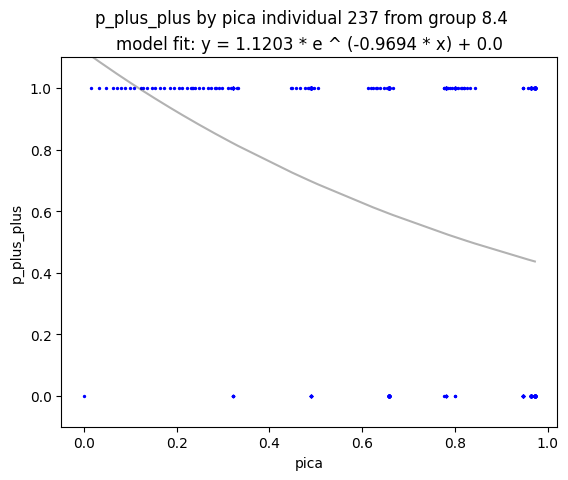 p_plus_plus by pica individual 237 from group 8.4
model fit: y = 1.1203 * e ^ (-0.9694 * x) + 0.0
1.0
0.8
0.6
0.4
0.2
0.0
p_plus_plus
0.0 0.2 0.4 0.6 0.8 1.0
pica